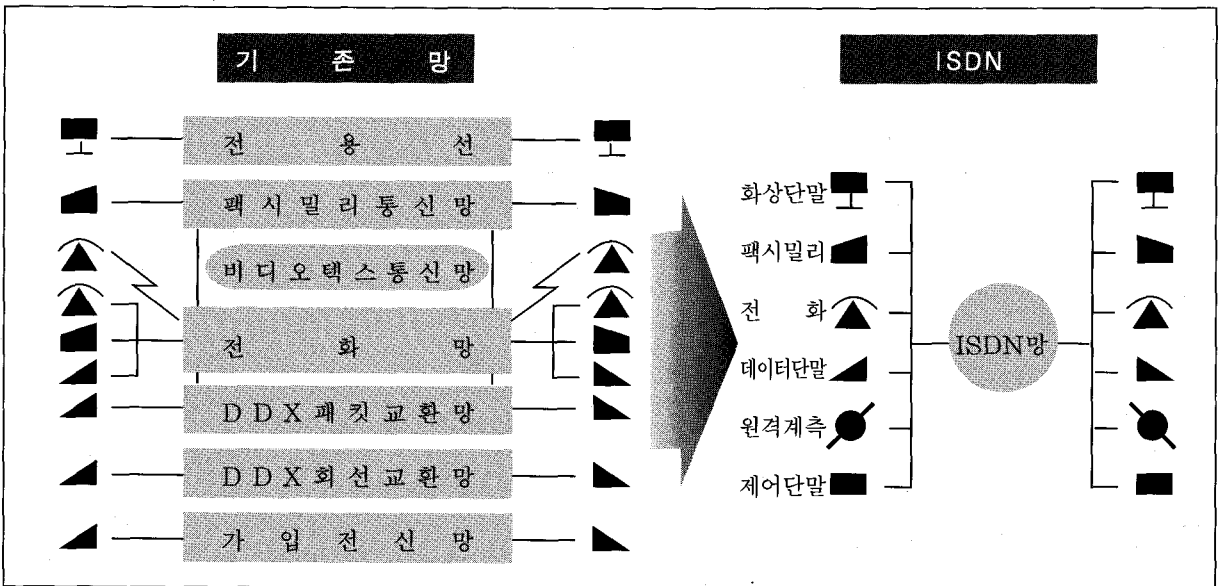 기 존 망
전 용 선
팩 시 밀 리 통 신 망
비 디 오 텍 스 통 신 망
전 화 망
D D X 패 킷 교 환 망
D D X 회 선 교 환 망
가 입 전 신 망
ISDN
화상단말
팩시밀리
전 화
데이터단말
원격계측
제어단말
ISDN망